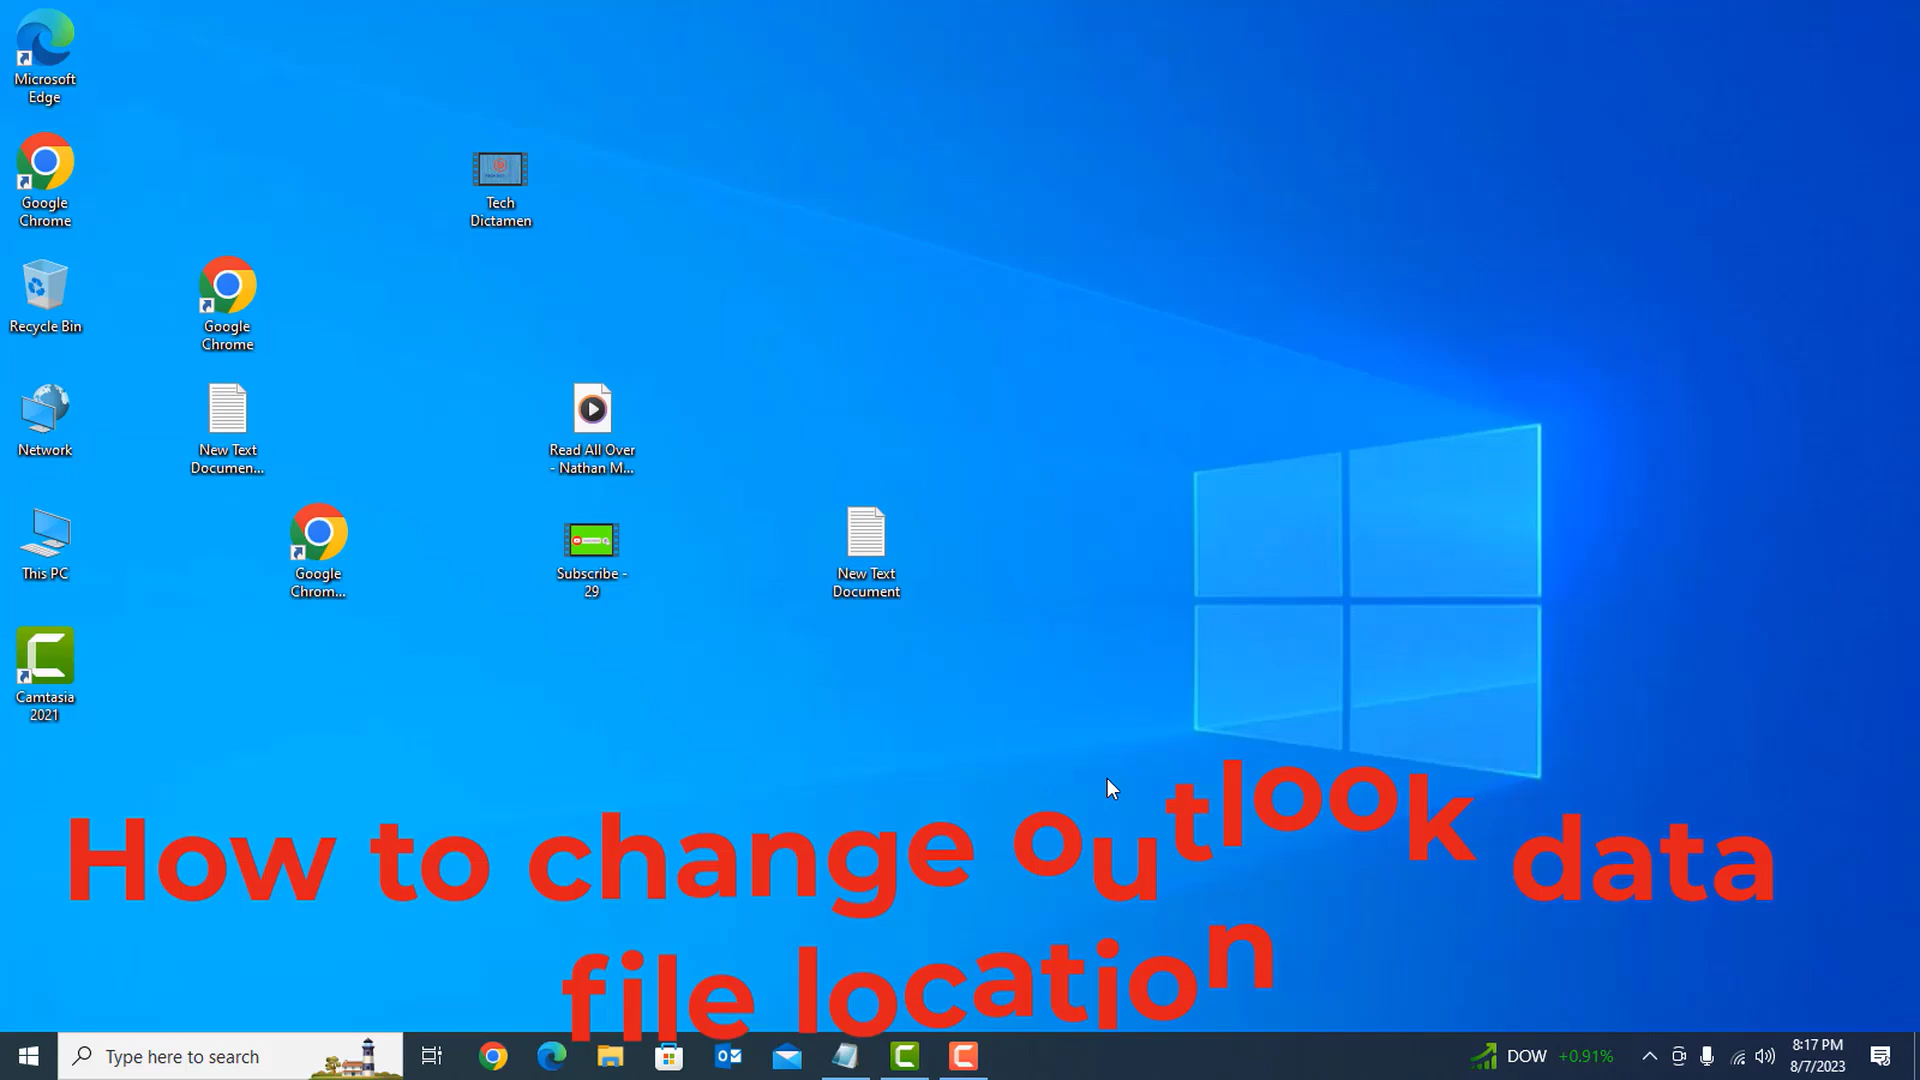 Microsoft
Edge
Google
Chrome
Tech
Dictamen
Recycle Bin
Google
Chrome
Network
New Text
Documen...
Read All Over
- Nathan M...
This PC
Google
Chrom...
Subscribe -
29
New Text
Document
Camtasia
2021
How to change outlook data
file location
Type here to search
DOW +0.91%
8:17 PM
8/7/2023